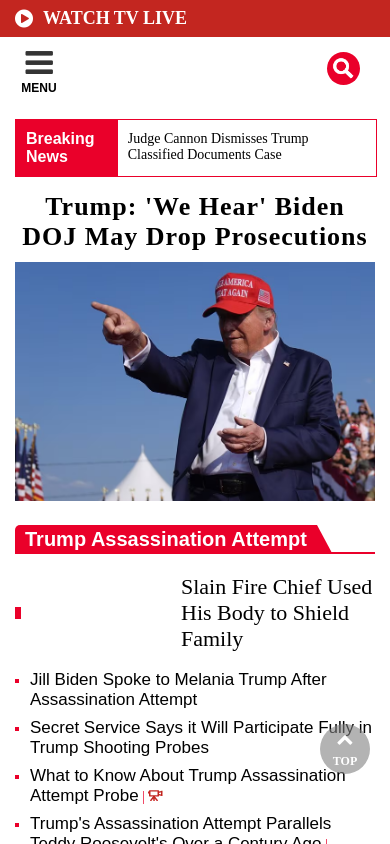 WATCH TV LIVE
MENU
Breaking
News
Judge Cannon Dismisses Trump
Classified Documents Case
Trump: 'We Hear' Biden
DOJ May Drop Prosecutions
AGAIN
Trump Assassination Attempt
Slain Fire Chief Used
His Body to Shield
Family
Jill Biden Spoke to Melania Trump After
Assassination Attempt
Secret Service Says it Will Participate Fully in
Trump Shooting Probes
TOP
What to Know About Trump Assassination
Attempt Probe |
Trump's Assassination Attempt Parallels
Teddy Roosevelt's Over a Century Ago |